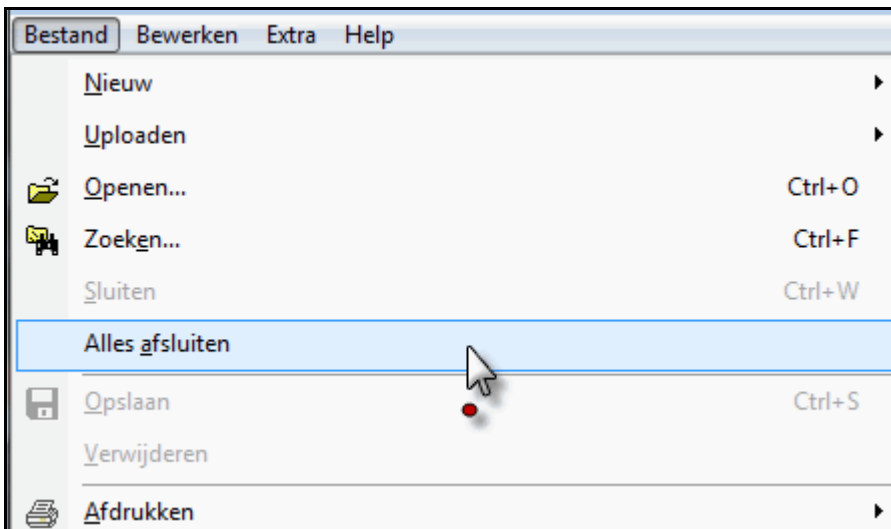 Bestand Bewerken Extra Help
Nieuw
Uploaden
Openen... Ctrl+O
Zoeken... Ctrl+F
Sluiten Ctrl+W
Alles afsluiten
Opslaan Ctrl+S
Verwijderen
Afdrukken